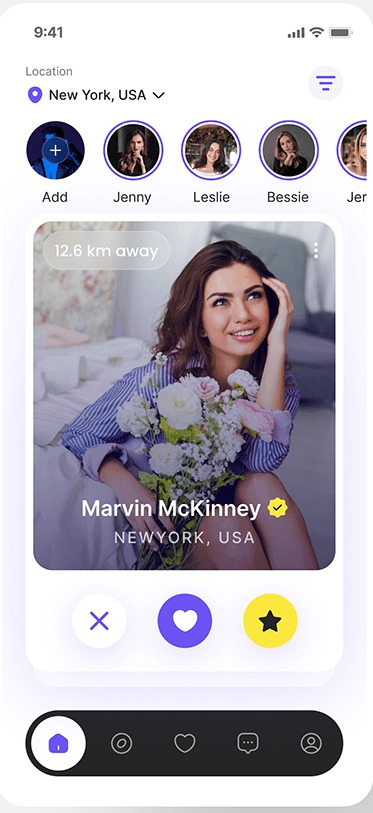 9:41
Location
New York, USA
Add
Jenny
Leslie
Bessie
Jer
12.6 km away
Marvin McKinney
NEWYORK, USA